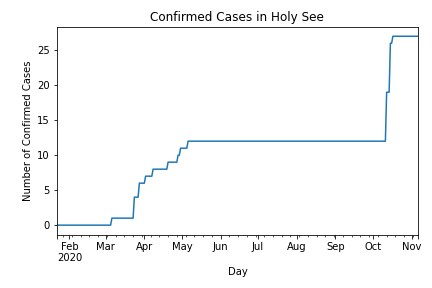 Confirmed Cases in Holy See
Number of Confirmed Cases
25
20
15
10
5
0
Feb Mar Apr May Jun Jul Aug Sep Oct Nov
2020
Day